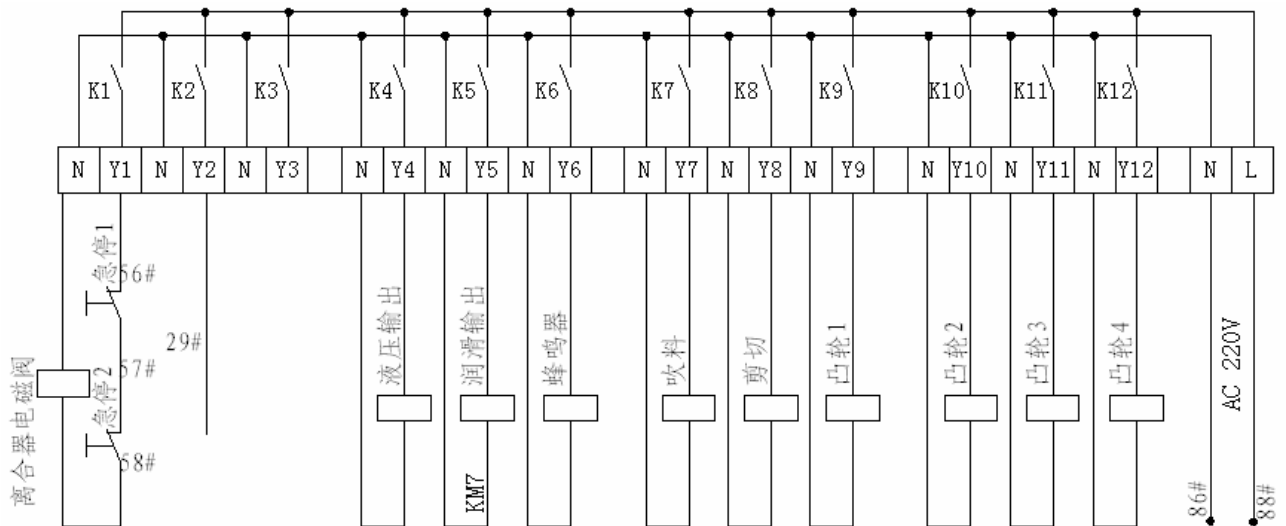 K1 K2 K3 K4 K5 K6 K7 K8 K9 K10 K11 K12
N Y1 N Y2 N Y3 N Y4 N Y5 N Y6 N Y7 N Y8 N Y9 N Y10 N Y11 N Y12 N L
离合器电磁阀
急停1
56#
57#
急停2
58#
29#
液压输出
润滑输出
KM7
蜂鸣器
吹料
剪切
凸轮1
凸轮2
凸轮3
凸轮4
AC 220V
86#
88#